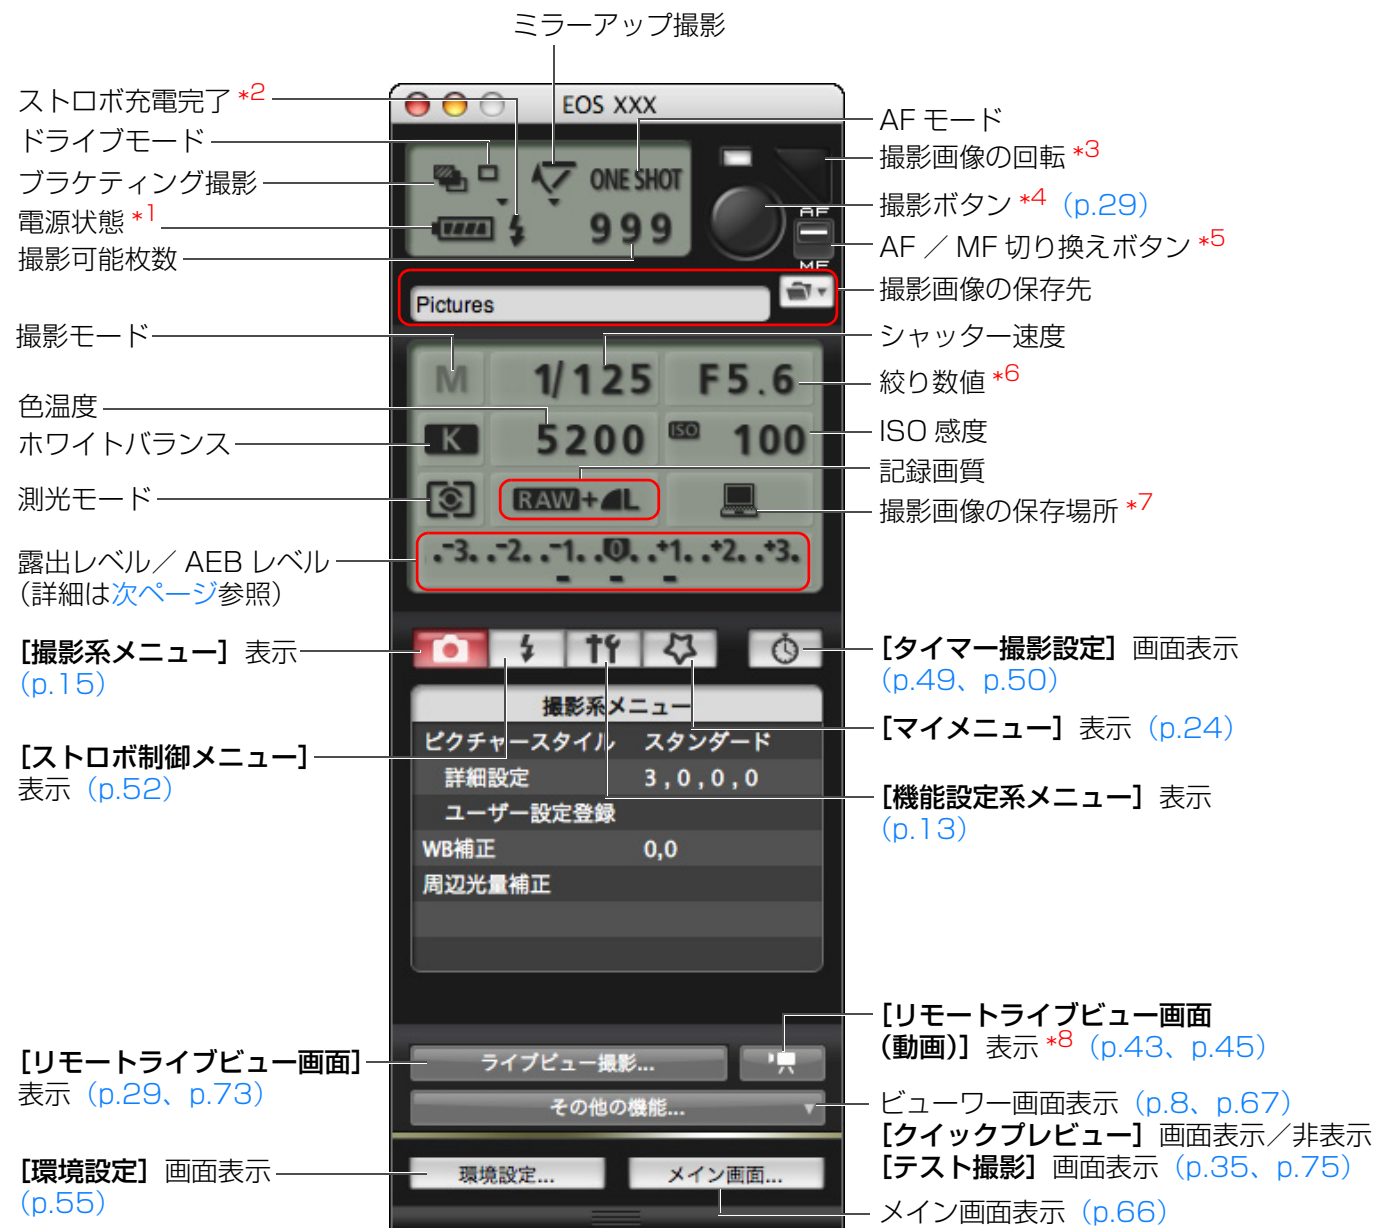 ミラーアップ撮影
ストロボ充電完了 *2
ドライブモード
ブラケティング撮影
電源状態 *1
撮影可能枚数
撮影モード
色温度
ホワイトバランス
測光モード
露出レベル／ AEB レベル
（詳細は次ページ参照）
［撮影系メニュー］表示
（p.15）
［ストロボ制御メニュー］
表示（p.52）
［リモートライブビュー画面］
表示（p.29、p.73）
［環境設定］画面表示
（p.55）
EOS XXX
ONE SHOT
999
AF
MF
Pictures
M 1/125 F5.6
K 5200 ISO 100
RAW+L
.-3. .-2. .-1. .0. .+1. .+2. .+3.
撮影系メニュー
ピクチャースタイル スタンダード
詳細設定 3,0,0,0
ユーザー設定登録
WB補正 0,0
周辺光量補正
ライブビュー撮影...
その他の機能...
環境設定... メイン画面...
AF モード
撮影画像の回転 *3
撮影ボタン *4（p.29）
AF ／ MF 切り換えボタン *5
撮影画像の保存先
シャッター速度
絞り数値 *6
ISO 感度
記録画質
撮影画像の保存場所 *7
［タイマー撮影設定］画面表示
（p.49、p.50）
［マイメニュー］表示（p.24）
［機能設定系メニュー］表示
（p.13）
［リモートライブビュー画面
（動画）］表示 *8（p.43、p.45）
ビューワー画面表示（p.8、p.67）
［クイックプレビュー］画面表示／非表示
［テスト撮影］画面表示（p.35、p.75）
メイン画面表示（p.66）